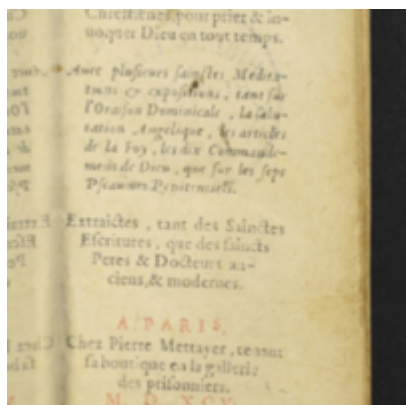 Chrestiennes, pour prier & in-
uoquer Dieu en tout temps.
Auec plusieurs sainctes Medita-
tions & expositions, tant sur
l'Oraison Dominicale, la salu-
tation Angelique, les articles
de la Foy, les dix Commande-
mens de Dieu, que sur les sept
Pseaumes Penitentiels.
Extraictes, tant des Sainctes
Escritures, que des saincts
Peres & Docteurs an-
ciens, & modernes.
A PARIS,
Chez Pierre Mettayer, tenant
sa boutique en la gallerie
des prisonniers.
M. D. XCV.